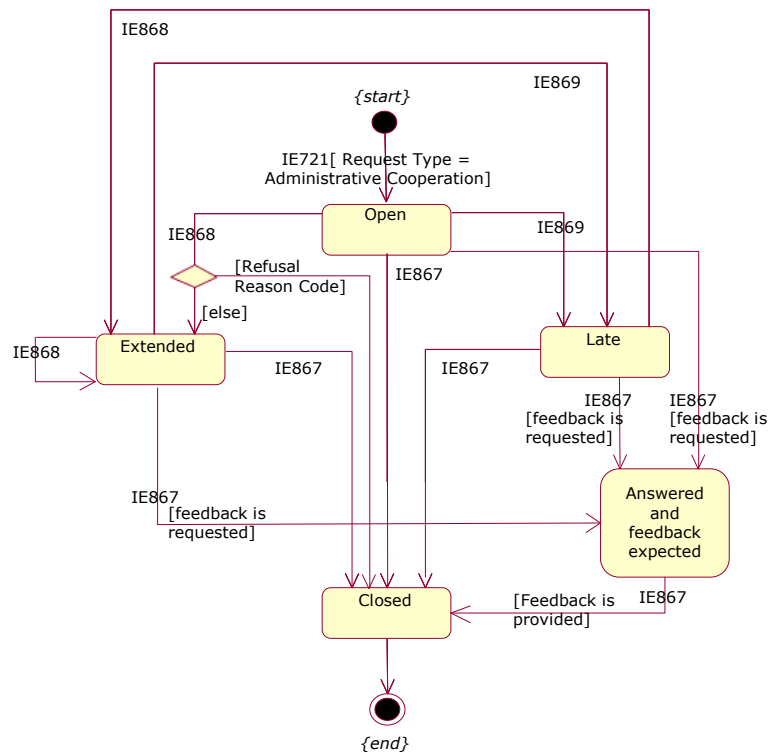 IE868
IE869
{start}
IE721[ Request Type =
Administrative Cooperation]
Open
IE868
IE869
[Refusal
Reason Code]
IE867
[else]
Extended
Late
IE868
IE867
IE867
IE867
[feedback is
requested]
IE867
[feedback is
requested]
Answered
and
feedback
expected
IE867
[feedback is
requested]
Closed
[Feedback is
provided]
IE867
{end}